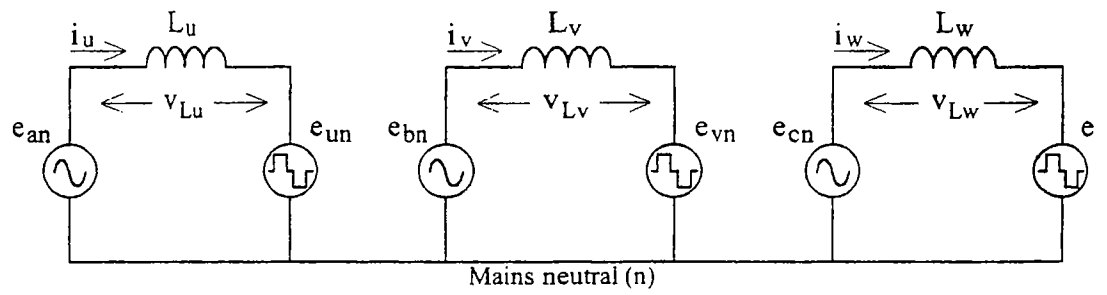 iu Lu iv Lv iw Lw
vLu vLv vLw
ean eun ebn evn ecn e
Mains neutral (n)